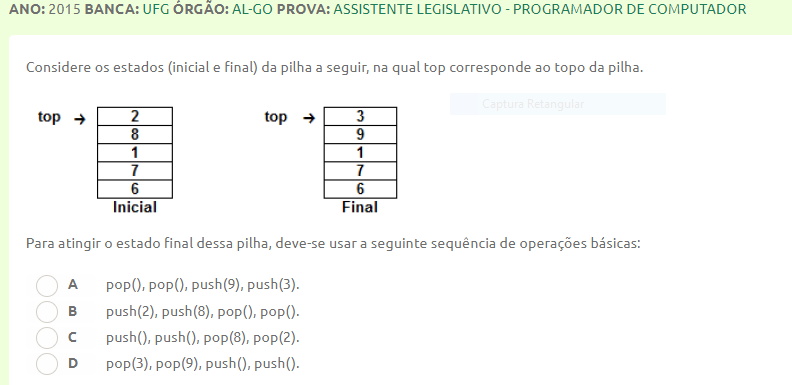 ANO: 2015 BANCA: UFG ÓRGÃO: AL-GO PROVA: ASSISTENTE LEGISLATIVO - PROGRAMADOR DE COMPUTADOR
Considere os estados (inicial e final) da pilha a seguir, na qual top corresponde ao topo da pilha.
Captura Retangular
top → 2 top → 3
8 9
1 1
7 7
6 6
Inicial Final
Para atingir o estado final dessa pilha, deve-se usar a seguinte sequência de operações básicas:
A pop(), pop(), push(9), push(3).
B push(2), push(8), pop(), pop().
C push(), push(), pop(8), pop(2).
D pop(3), pop(9), push(), push().